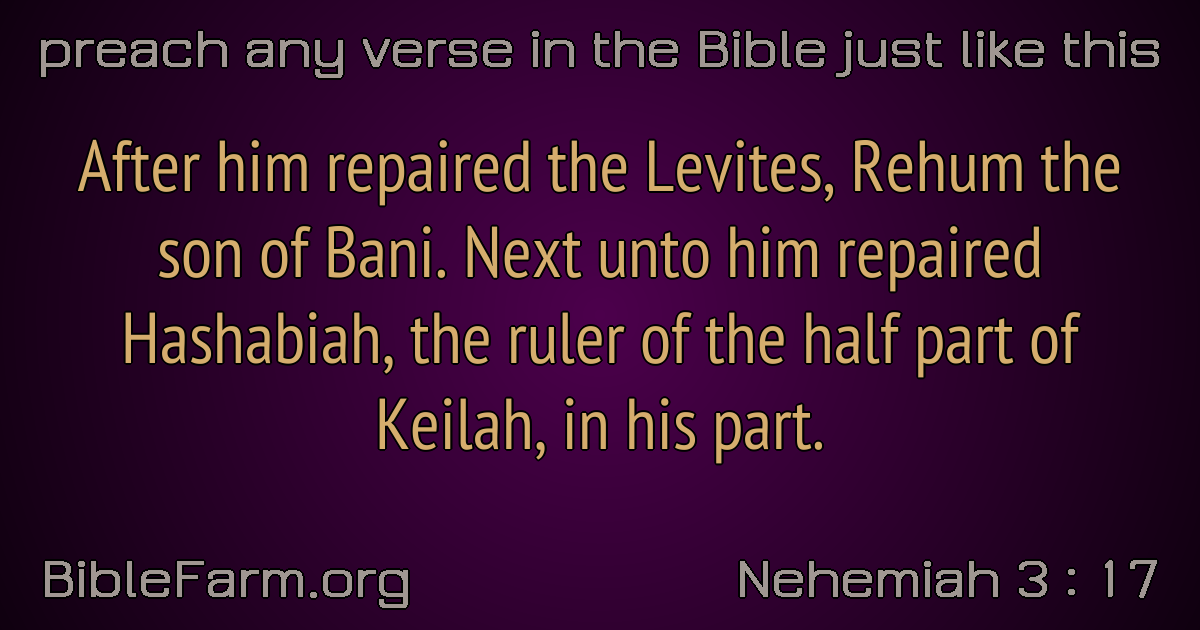 preach any verse in the Bible just like this
After him repaired the Levites, Rehum the
son of Bani. Next unto him repaired
Hashabiah, the ruler of the half part of
Keilah, in his part.
BibleFarm.org
Nehemiah 3 : 17